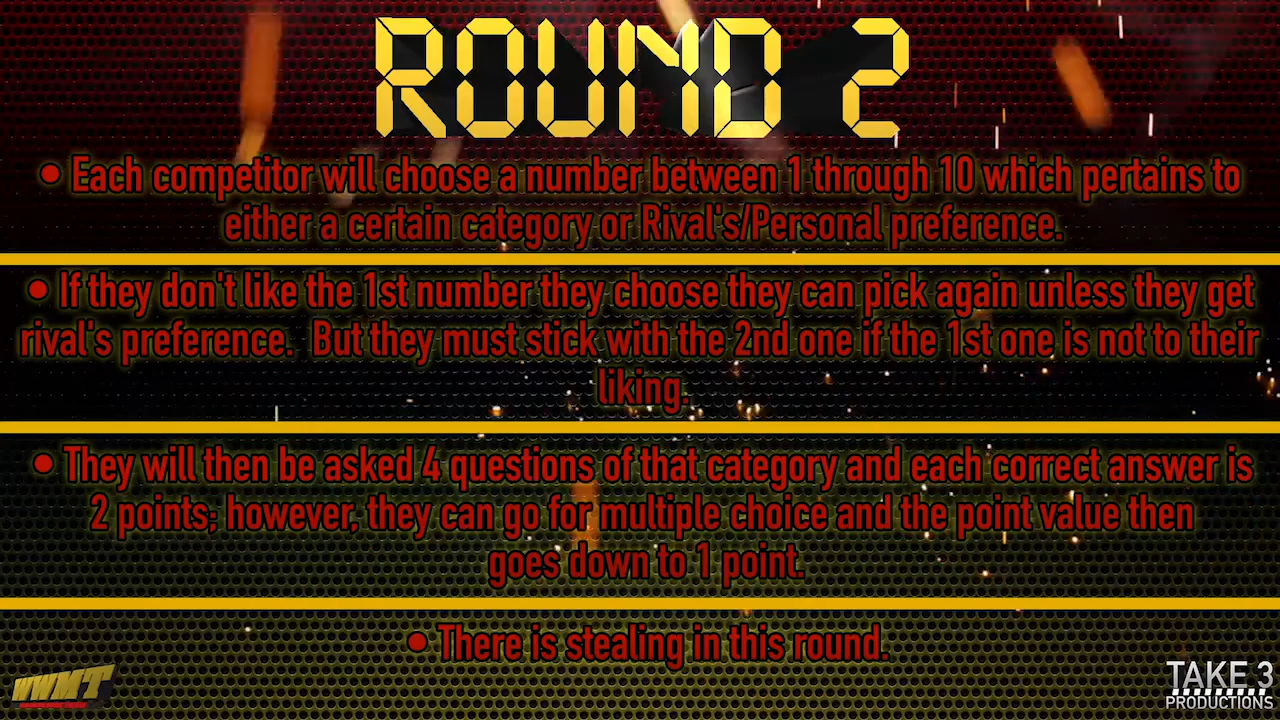 ROUND 2
• Each competitor will choose a number between 1 through 10 which pertains to
either a certain category or Rival's/Personal preference.
• If they don't like the 1st number they choose they can pick again unless they get
rival's preference.  But they must stick with the 2nd one if the 1st one is not to their
liking.
• They will then be asked 4 questions of that category and each correct answer is
2 points; however, they can go for multiple choice and the point value then
goes down to 1 point.
• There is stealing in this round.
WWMT
TAKE 3
PRODUCTIONS